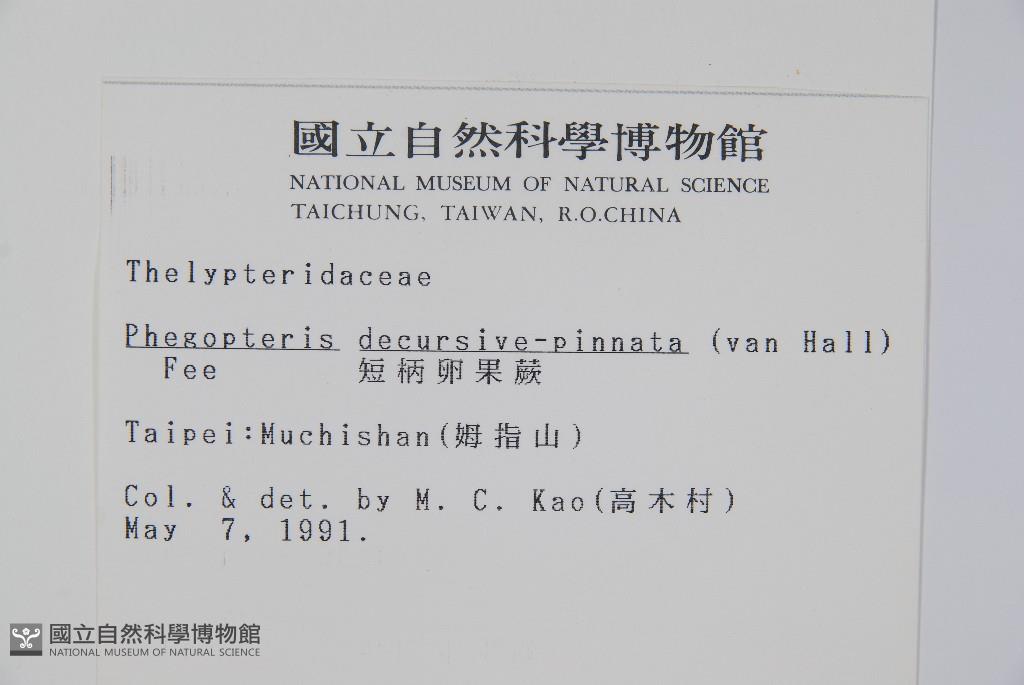 國立自然科學博物館
NATIONAL MUSEUM OF NATURAL SCIENCE
TAICHUNG, TAIWAN, R.O.CHINA
Thelypteridaceae
Phegopteris decursive-pinnata (van Hall)
Fee 短柄卵果蕨
Taipei:Muchishan(姆指山)
Col. & det. by M. C. Kao(高木村)
May 7, 1991.
國立自然科學博物館
NATIONAL MUSEUM OF NATURAL SCIENCE